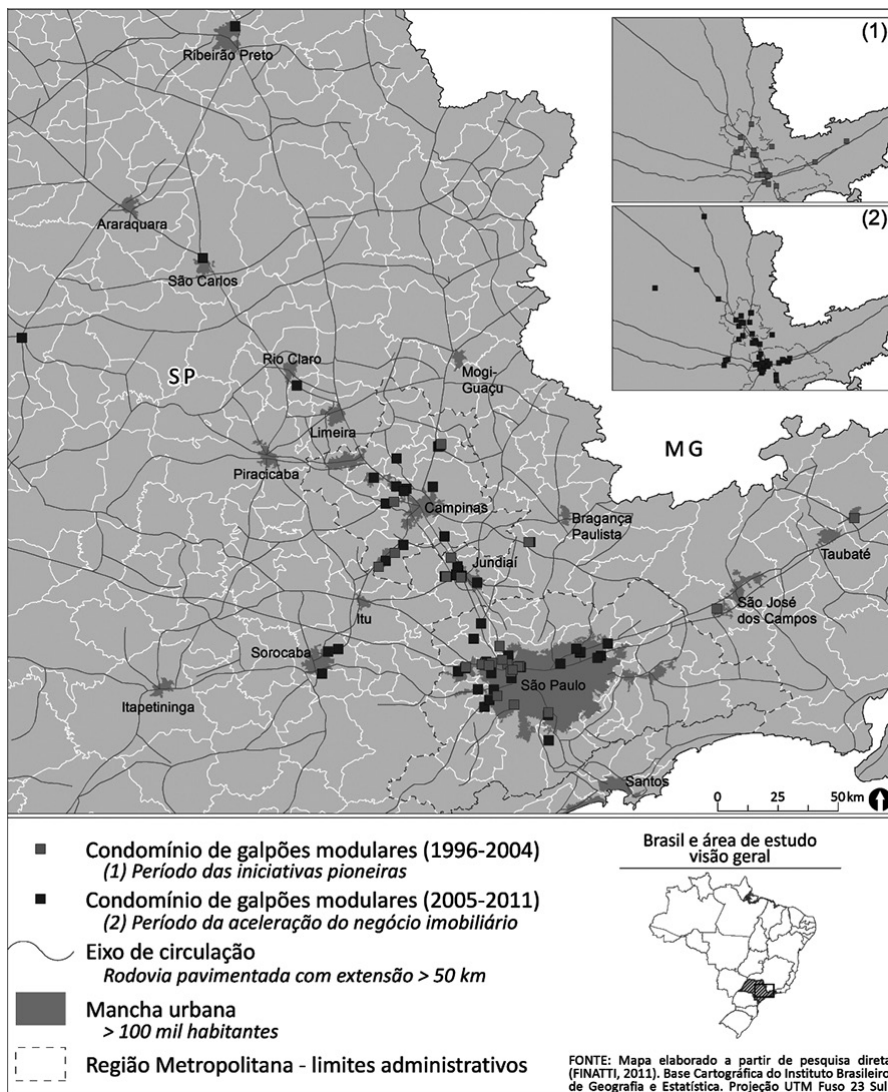 (1)
Ribeirão Preto
Araraquara
(2)
São Carlos
SP
Rio Claro
Mogi-
Guaçu
Limeira
MG
Piracicaba
Campinas
Bragança
Paulista
Jundiaí
Taubaté
São José
dos Campos
Itu
Sorocaba
São Paulo
Itapetininga
Santos
0 25 50 km
Condomínio de galpões modulares (1996-2004)
(1) Período das iniciativas pioneiras
Condomínio de galpões modulares (2005-2011)
(2) Período da aceleração do negócio imobiliário
Eixo de circulação
Rodovia pavimentada com extensão > 50 km
Mancha urbana
> 100 mil habitantes
Região Metropolitana - limites administrativos
Brasil e área de estudo
visão geral
FONTE: Mapa elaborado a partir de pesquisa direta
(FINATTI, 2011). Base Cartográfica do Instituto Brasileiro
de Geografia e Estatística. Projeção UTM Fuso 23 Sul